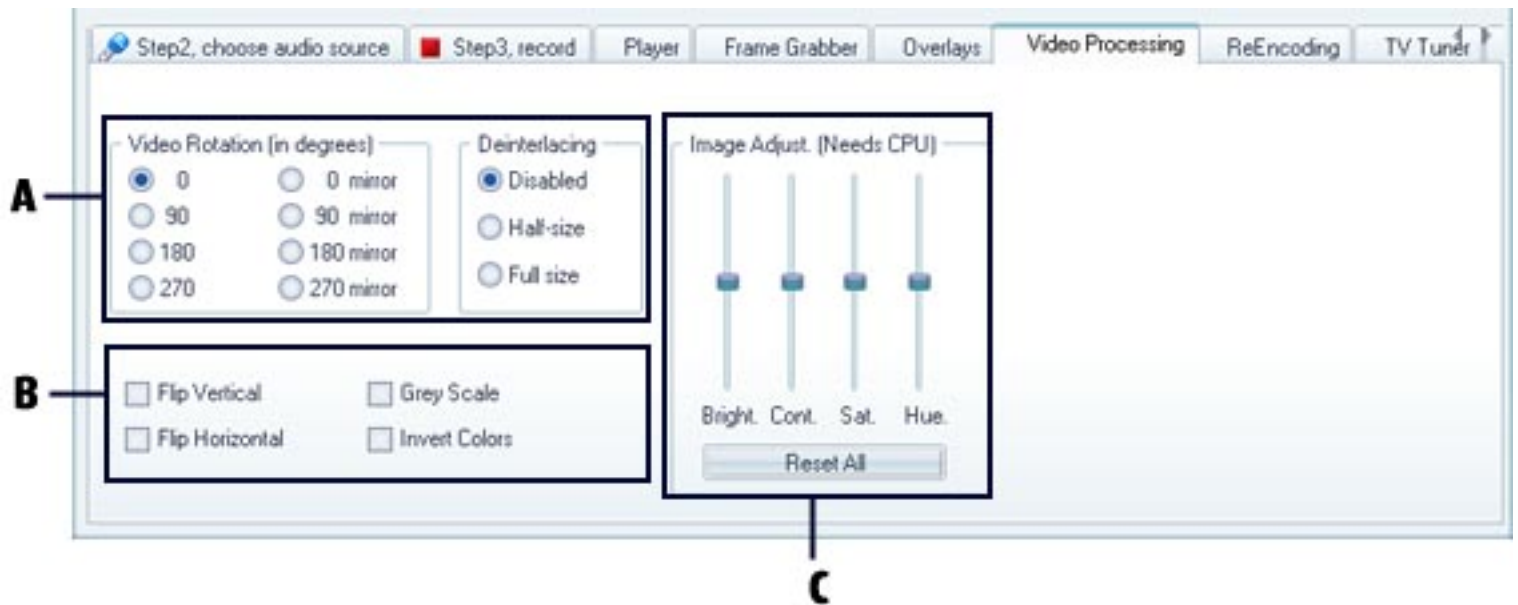 Step2, choose audio source Step3, record Player Frame Grabber Overlays Video Processing ReEncoding TV Tuner
A
Video Rotation (in degrees)
0 0 mirror
90 90 mirror
180 180 mirror
270 270 mirror
Deinterlacing
Disabled
Half-size
Full size
B
Flip Vertical Grey Scale
Flip Horizontal Invert Colors
Image Adjust. (Needs CPU)
Bright. Cont. Sat. Hue.
Reset All
C